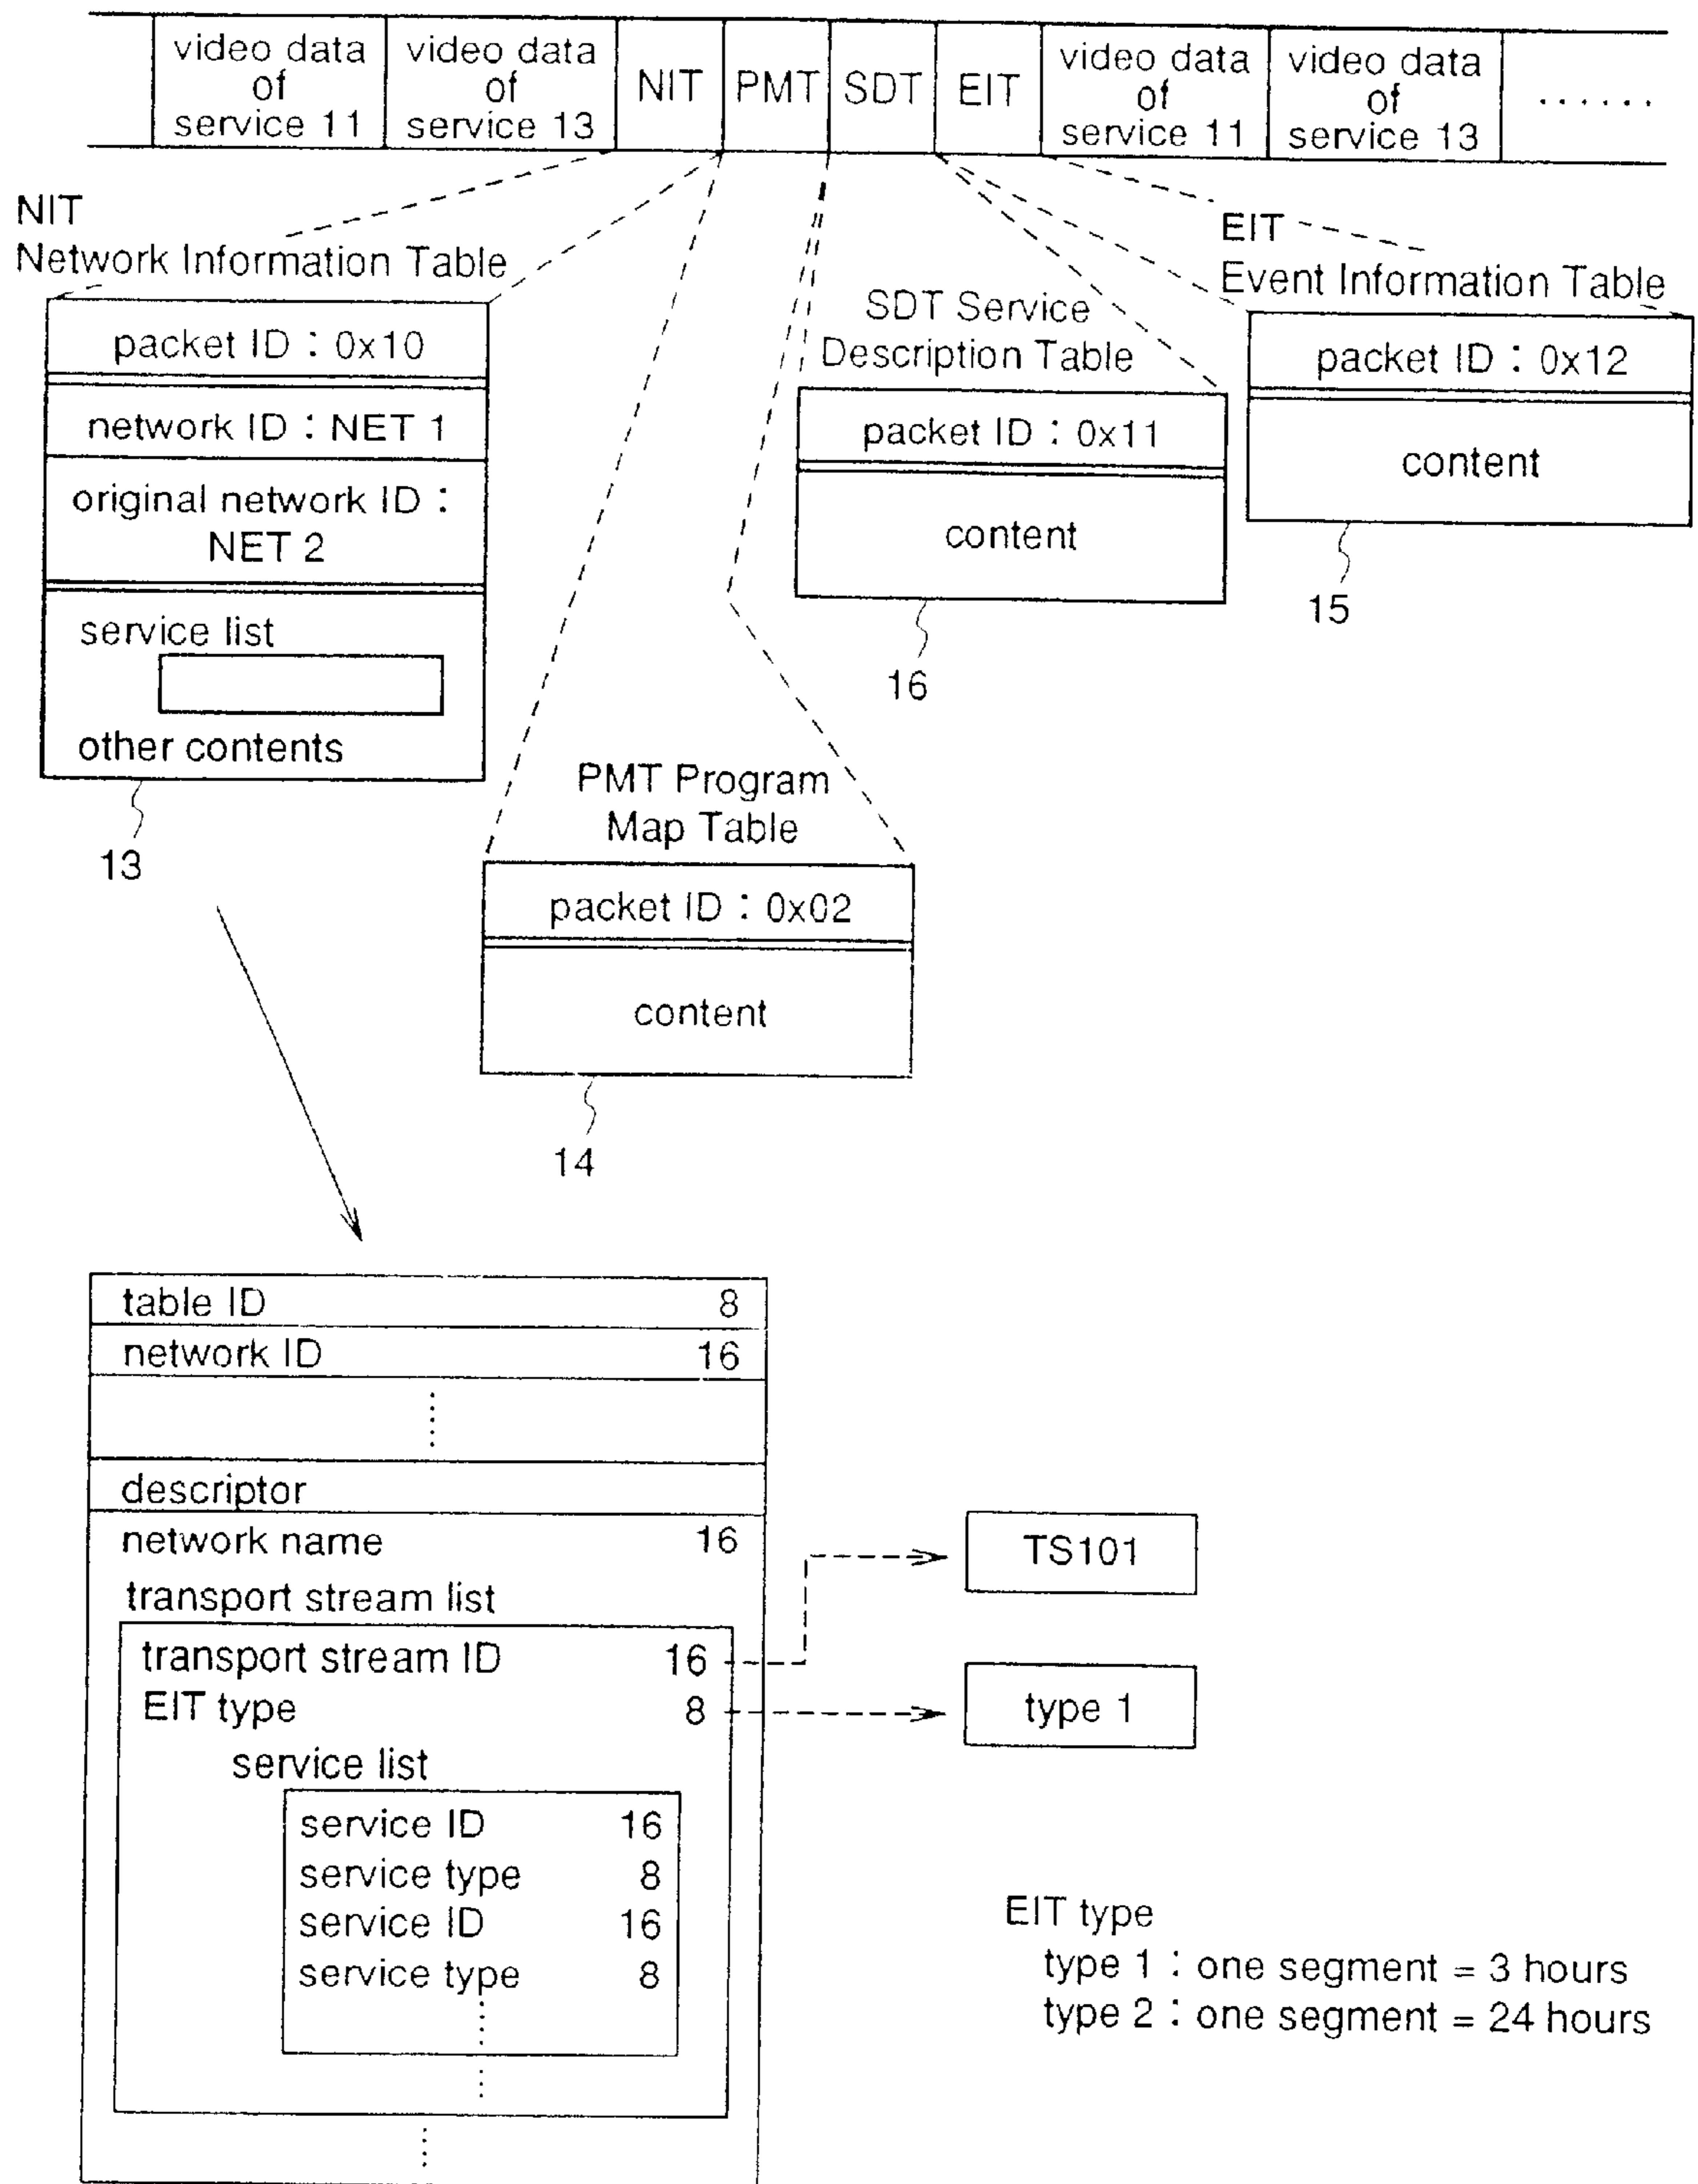 video data
of
service 11
video data
of
service 13
NIT
PMT
SDT
EIT
video data
of
service 11
video data
of
service 13
......
NIT
Network Information Table
packet ID : 0x10
network ID : NET 1
original network ID :
NET 2
service list
other contents
13
EIT
Event Information Table
packet ID : 0x12
content
15
SDT Service
Description Table
packet ID : 0x11
content
16
PMT Program
Map Table
packet ID : 0x02
content
14
table ID 8
network ID 16
descriptor
network name 16
transport stream list
transport stream ID 16
EIT type 8
service list
service ID 16
service type 8
service ID 16
service type 8
TS101
type 1
EIT type
type 1 : one segment = 3 hours
type 2 : one segment = 24 hours